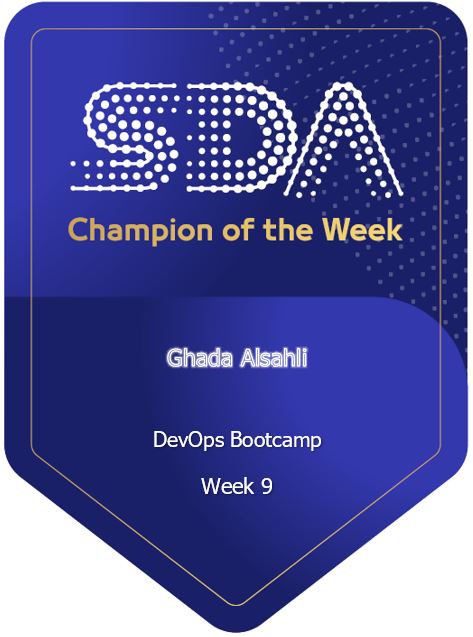 SDA
Champion of the Week
Ghada Alsahli
DevOps Bootcamp
Week 9